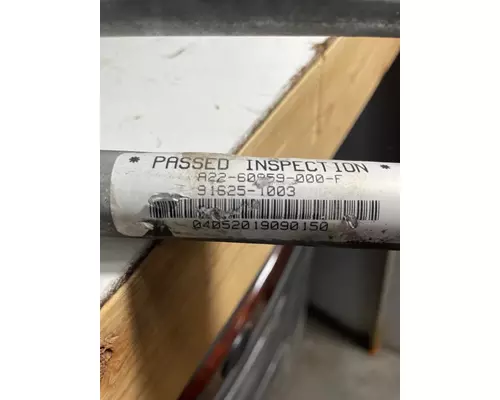 * PASSED INSPECTION *
A22-60959-000-F
91625-1003
04052019090150